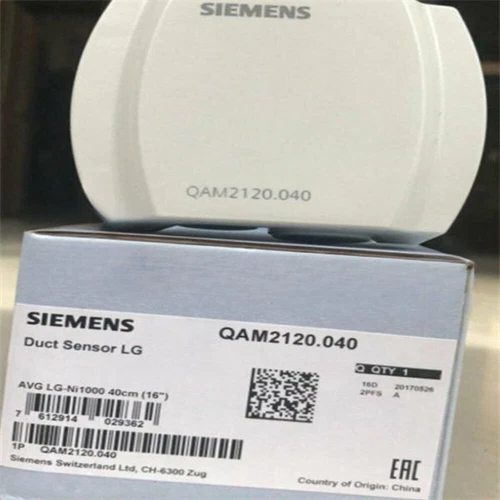 SIEMENS
QAM2120.040
SIEMENS
QAM2120.040
Duct Sensor LG
Q QTY 1
AVG LG-Ni1000 40cm (16")
16D 20170526
2PFS A
7 612914 029362
1P QAM2120.040
Siemens Switzerland Ltd, CH-6300 Zug
EAC
Country of Origin: China